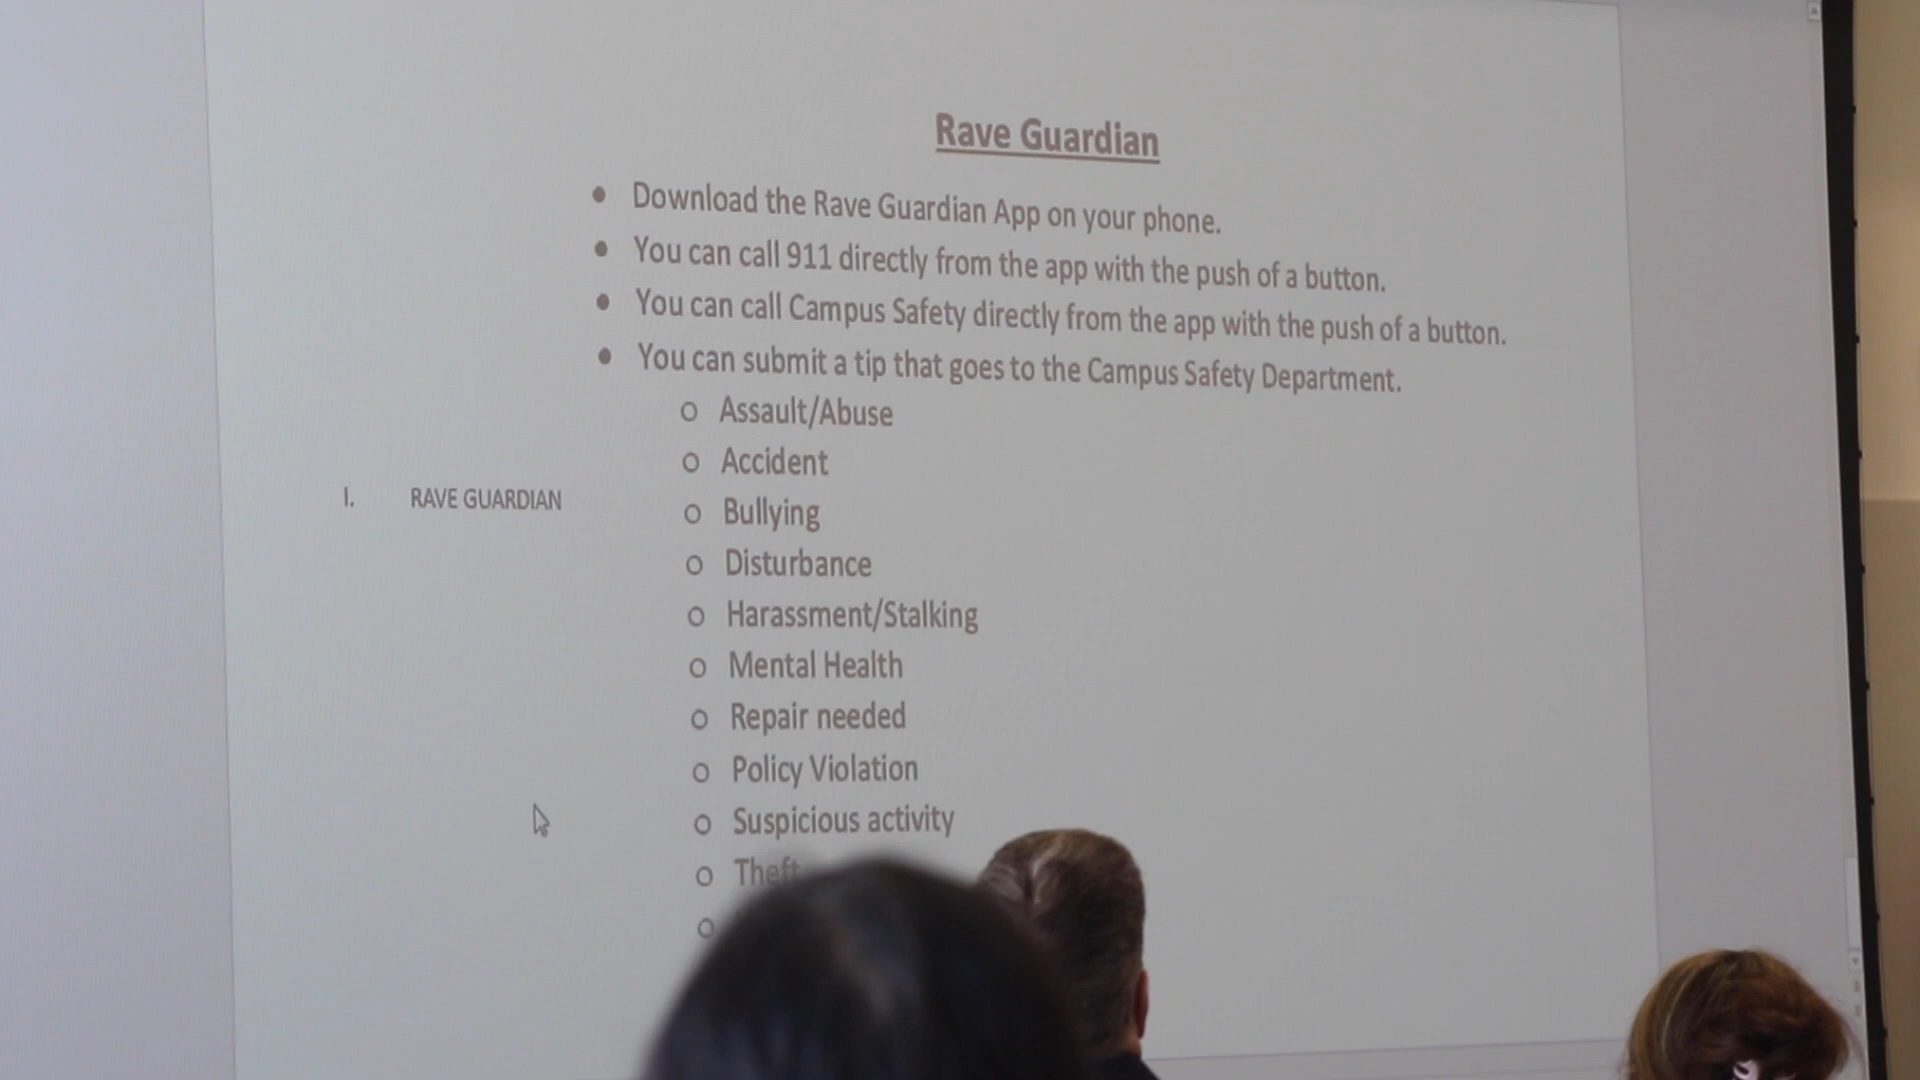 Rave Guardian
● Download the Rave Guardian App on your phone.
● You can call 911 directly from the app with the push of a button.
● You can call Campus Safety directly from the app with the push of a button.
● You can submit a tip that goes to the Campus Safety Department.
o Assault/Abuse
o Accident
I. RAVE GUARDIAN
o Bullying
o Disturbance
o Harassment/Stalking
o Mental Health
o Repair needed
o Policy Violation
o Suspicious activity
o Theft
o